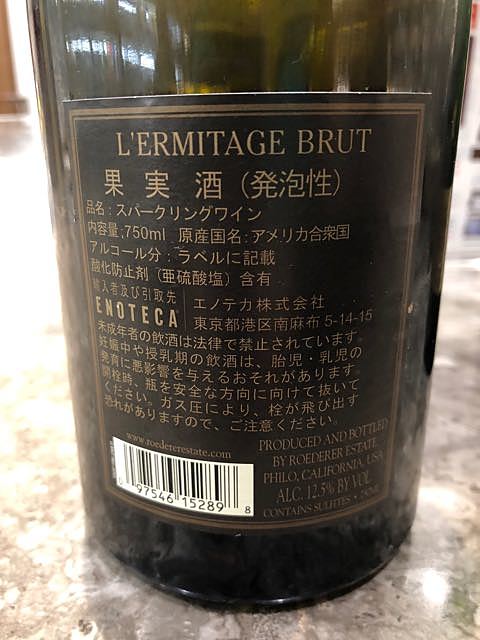 L'ERMITAGE BRUT
果実酒（発泡性）
品名：スパークリングワイン
内容量：750ml 原産国名：アメリカ合衆国
アルコール分：ラベルに記載
酸化防止剤（亜硫酸塩）含有
輸入者及び引取先
ENOTECA
エノテカ株式会社
東京都港区南麻布5-14-15
未成年者の飲酒は法律で禁止されています。
妊娠中や授乳期の飲酒は、胎児・乳児の
発育に悪影響を与えるおそれがあります。
開栓時、瓶を安全な方向に向けて抜いて
ください。ガス圧により、栓が飛び出す
恐れがありますので、ご注意ください。
www.roedererestate.com
0 97546 15289 8
PRODUCED AND BOTTLED
BY ROEDERER ESTATE
PHILO, CALIFORNIA, USA
ALC. 12.5% BY VOL
CONTAINS SULFITES • 750ML